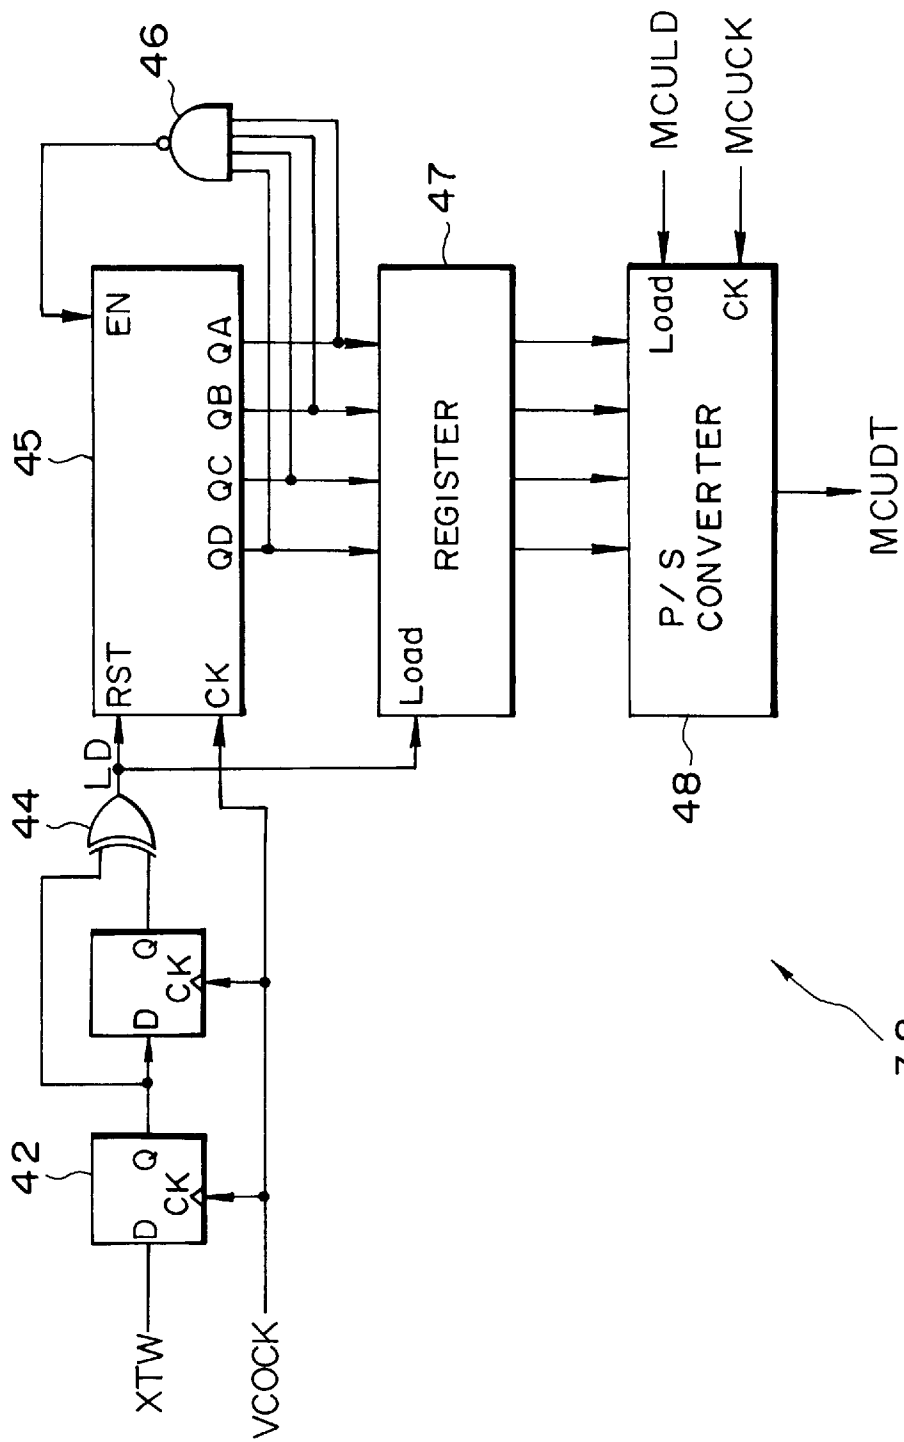 XTW
VCOCK
42
D
Q
CK
D
Q
CK
44
LD
45
RST
EN
CK
QD
QC
QB
QA
46
Load
REGISTER
47
48
P/S
CONVERTER
Load
CK
MCULD
MCUCK
MCUDT